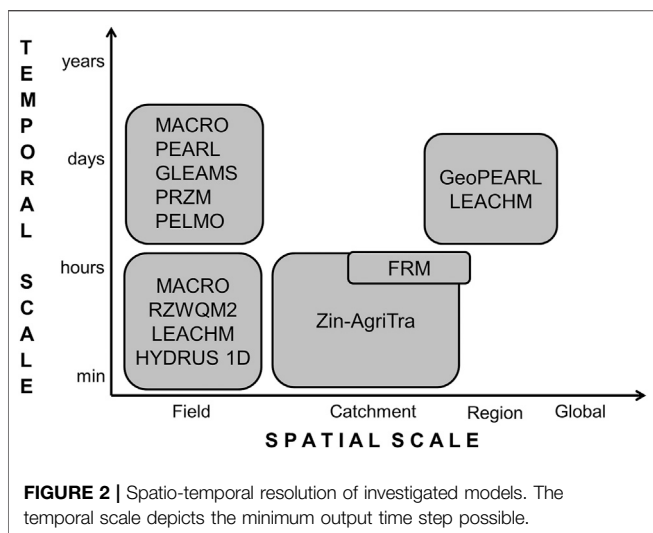 TEMPORAL SCALE
years
days
hours
min
MACRO
PEARL
GLEAMS
PRZM
PELMO
GeoPEARL
LEACHM
MACRO
RZWQM2
LEACHM
HYDRUS 1D
FRM
Zin-AgriTra
Field
Catchment
Region
Global
SPATIAL SCALE
FIGURE 2 | Spatio-temporal resolution of investigated models. The
temporal scale depicts the minimum output time step possible.